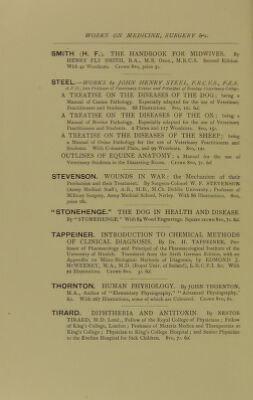 WORKS ON MEDICINE, SURGERY &c.
SMITH (H. F.). THE HANDBOOK FOR MIDWIVES. By
HENRY FLY SMITH, B.A., M.B. Oxon., M.R.C.S. Second Edition.
With 41 Woodcuts. Crown 8vo, price 5s.
STEEL.—WORKS by JOHN HENRY STEEL, F.R.C.V.S., F.Z.S.
A.V.D., late Professor of Veterinary Science and Principal of Bombay Veterinary College.
A TREATISE ON THE DISEASES OF THE DOG; being a
Manual of Canine Pathology. Especially adapted for the use of Veterinary
Practitioners and Students. 88 Illustrations. 8vo, 10s. 6d.
A TREATISE ON THE DISEASES OF THE OX; being a
Manual of Bovine Pathology. Especially adapted for the use of Veterinary
Practitioners and Students. 2 Plates and 117 Woodcuts. 8vo, 15s.
A TREATISE ON THE DISEASES OF THE SHEEP; being
a Manual of Ovine Pathology for the use of Veterinary Practitioners and
Students. With Coloured Plate, and 99 Woodcuts. 8vo, 12s.
OUTLINES OF EQUINE ANATOMY; a Manual for the use of
Veterinary Students in the Dissecting Room. Crown 8vo, 7s. 6d.
STEVENSON. WOUNDS IN WAR: the Mechanism of their
Production and their Treatment. By Surgeon-Colonel W. F. STEVENSON
(Army Medical Staff), A.B., M.D., M.Ch. Dublin University; Professor of
Military Surgery, Army Medical School, Netley. With 86 Illustrations. 8vo,
price 18s.
"STONEHENGE." THE DOG IN HEALTH AND DISEASE.
By "STONEHENGE." With 84 Wood Engravings. Square crown 8vo, 7s. 6d.
TAPPEINER. INTRODUCTION TO CHEMICAL METHODS
OF CLINICAL DIAGNOSIS. By Dr. H. TAPPEINER, Pro-
fessor of Pharmacology and Principal of the Pharmacological Institute of the
University of Munich. Translated from the Sixth German Edition, with an
Appendix on Micro-Biological Methods of Diagnosis, by EDMOND J.
McWEENEY, M.A., M.D. (Royal Univ. of Ireland), L.R.C.P.I. &c. With
22 Illustrations. Crown 8vo. 3s. 6d.
THORNTON. HUMAN PHYSIOLOGY. By JOHN THORNTON,
M.A., Author of "Elementary Physiography," "Advanced Physiography,"
&c. With 267 Illustrations, some of which are Coloured. Crown 8vo, 6s.
TIRARD. DIPHTHERIA AND ANTITOXIN. By NESTOR
TIRARD, M.D. Lond., Fellow of the Royal College of Physicians; Fellow
of King's College, London; Professor of Materia Medica and Therapeutics at
King's College; Physician to King's College Hospital; and Senior Physician
to the Evelina Hospital for Sick Children. 8vo, 7s. 6d.